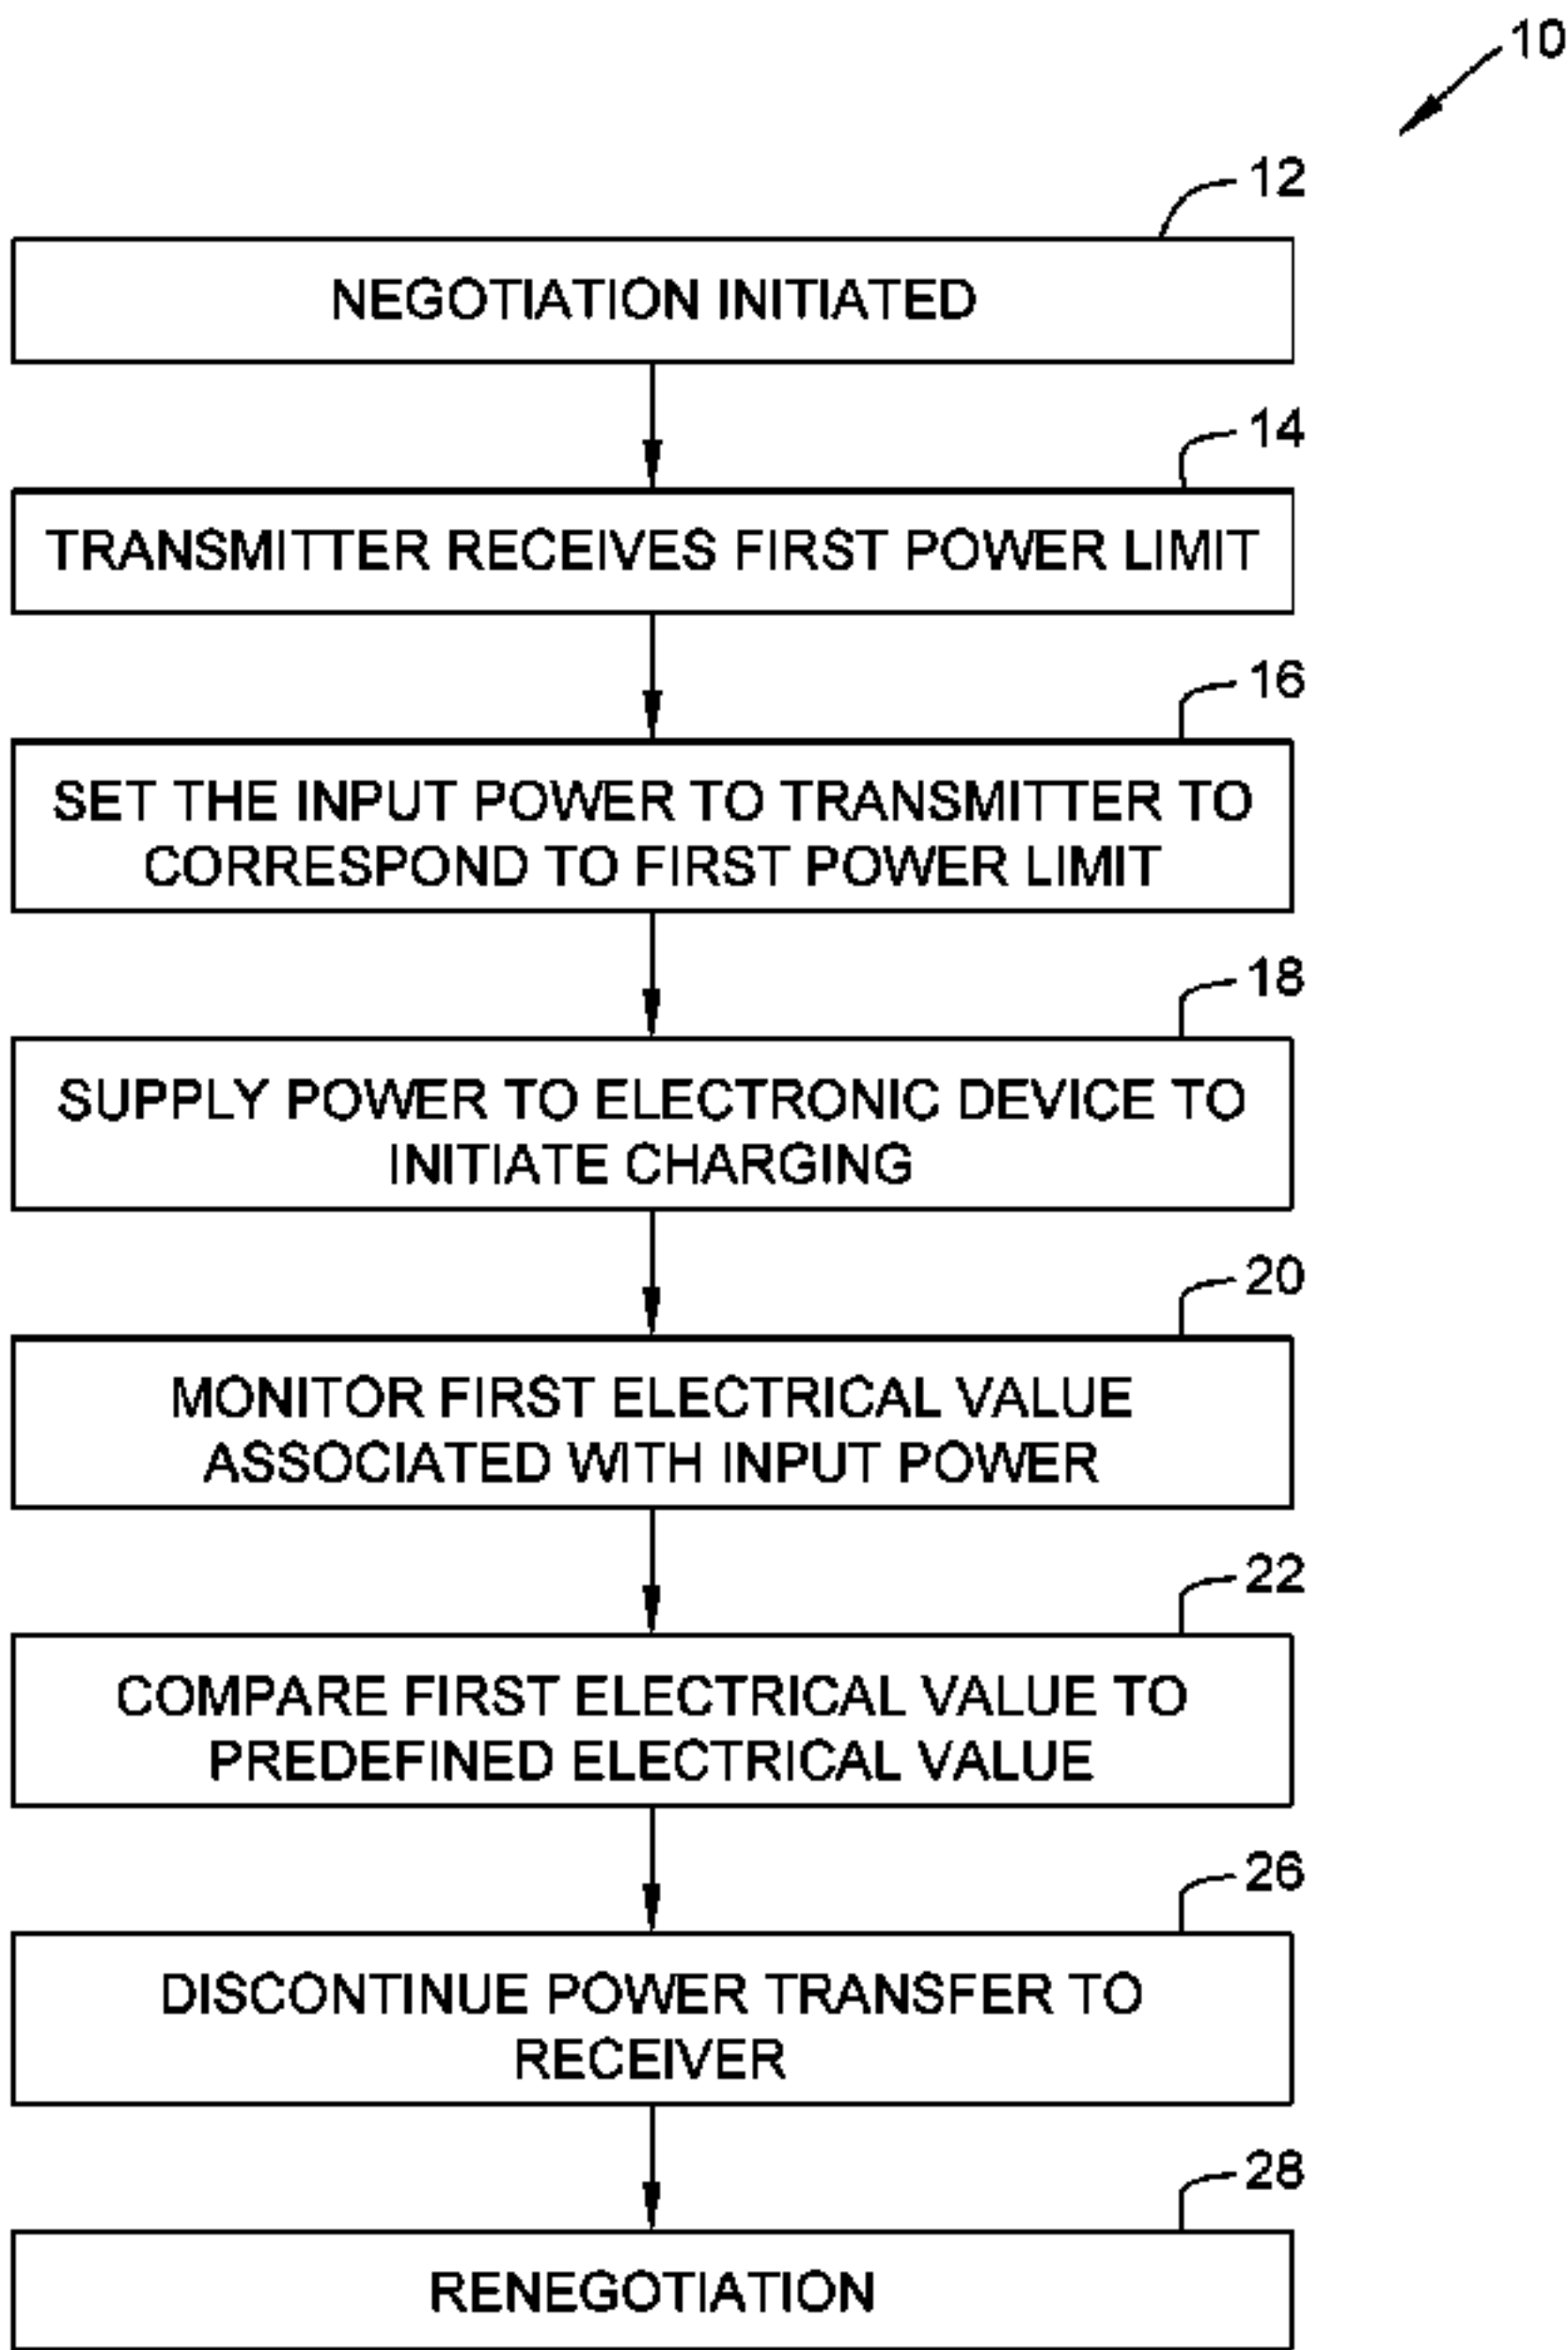 10
12
NEGOTIATION INITIATED
14
TRANSMITTER RECEIVES FIRST POWER LIMIT
16
SET THE INPUT POWER TO TRANSMITTER TO
CORRESPOND TO FIRST POWER LIMIT
18
SUPPLY POWER TO ELECTRONIC DEVICE TO
INITIATE CHARGING
20
MONITOR FIRST ELECTRICAL VALUE
ASSOCIATED WITH INPUT POWER
22
COMPARE FIRST ELECTRICAL VALUE TO
PREDEFINED ELECTRICAL VALUE
26
DISCONTINUE POWER TRANSFER TO
RECEIVER
28
RENEGOTIATION